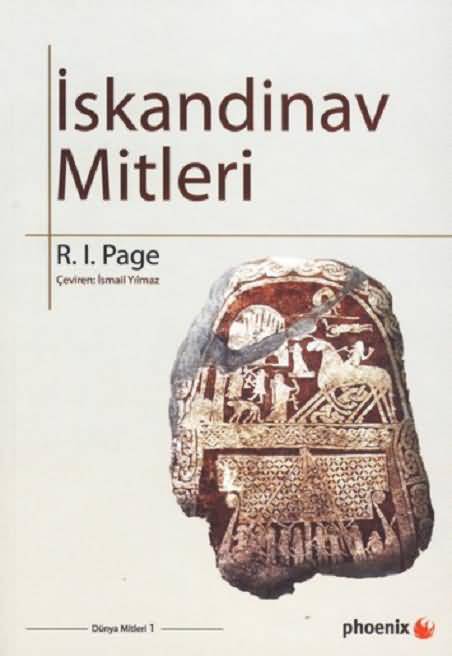 İskandinav
Mitleri
R. I. Page
Çeviren: İsmail Yılmaz
Dünya Mitleri 1
phoenix